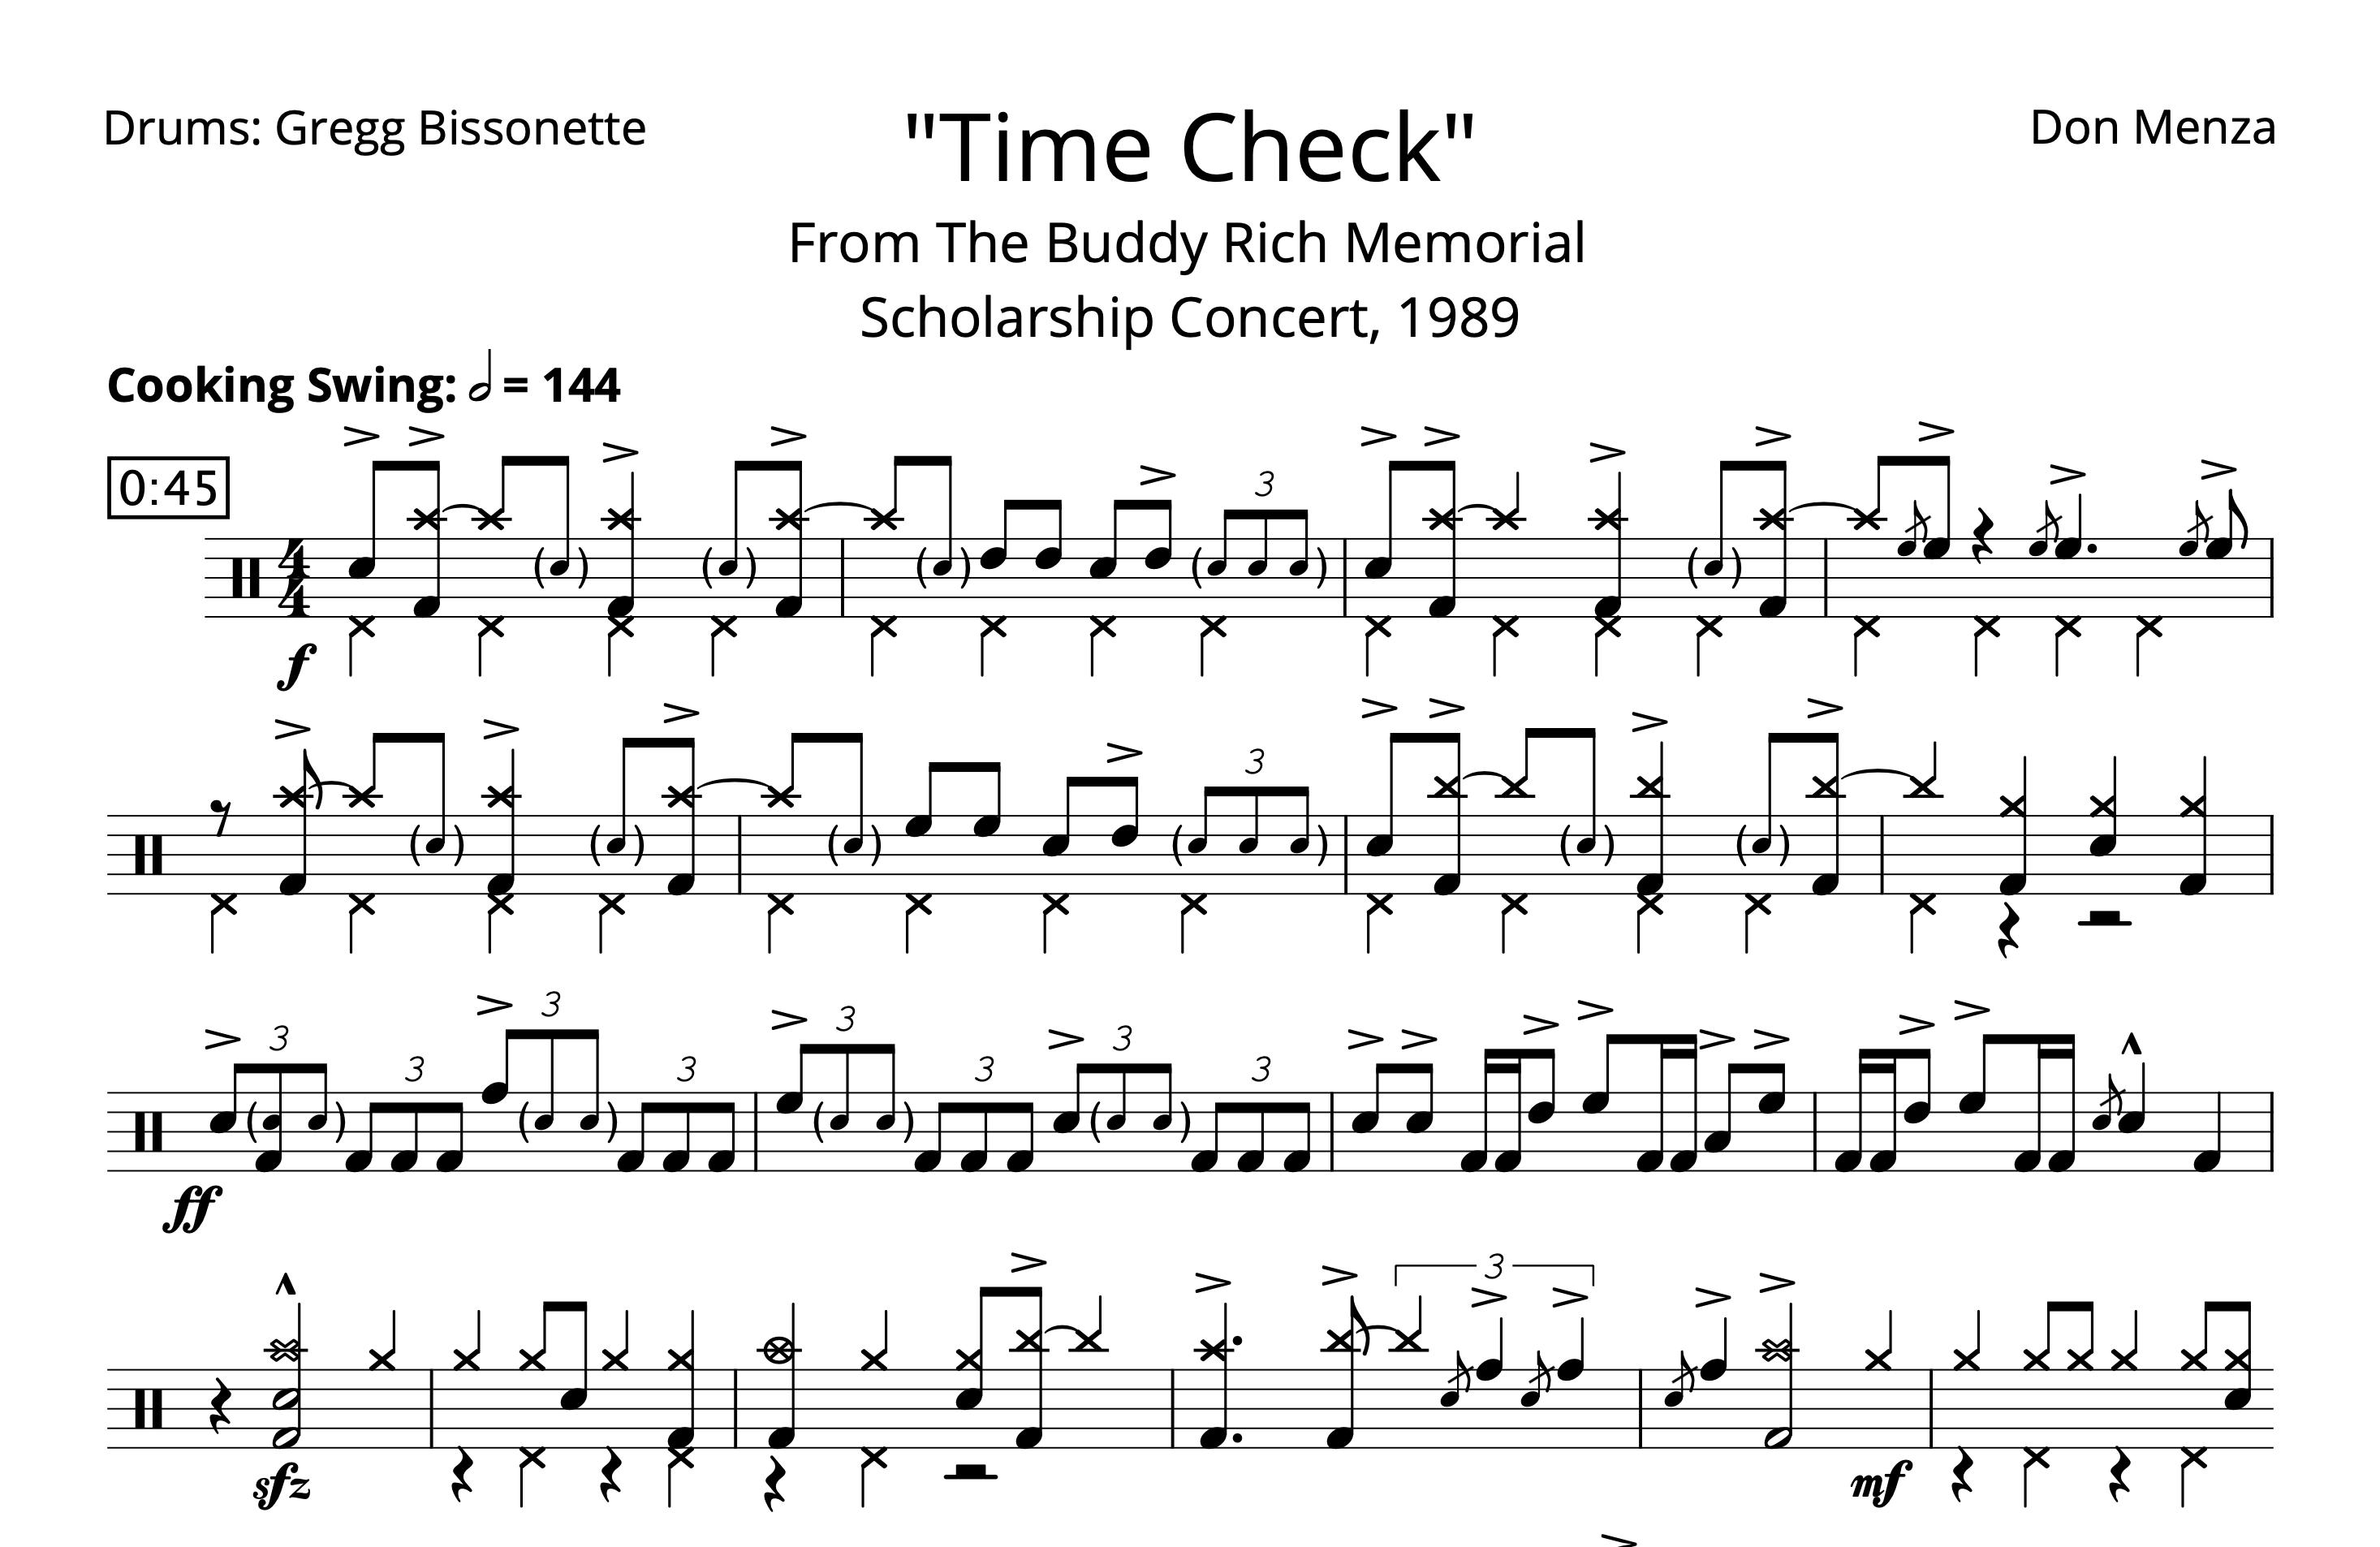 Drums: Gregg Bissonette
"Time Check"
Don Menza
From The Buddy Rich Memorial
Scholarship Concert, 1989
Cooking Swing: 𝅗𝅥 = 144
0:45
3
4
4
f
3
3 3 3 3 3 3 3
ff
3
sfz
mf